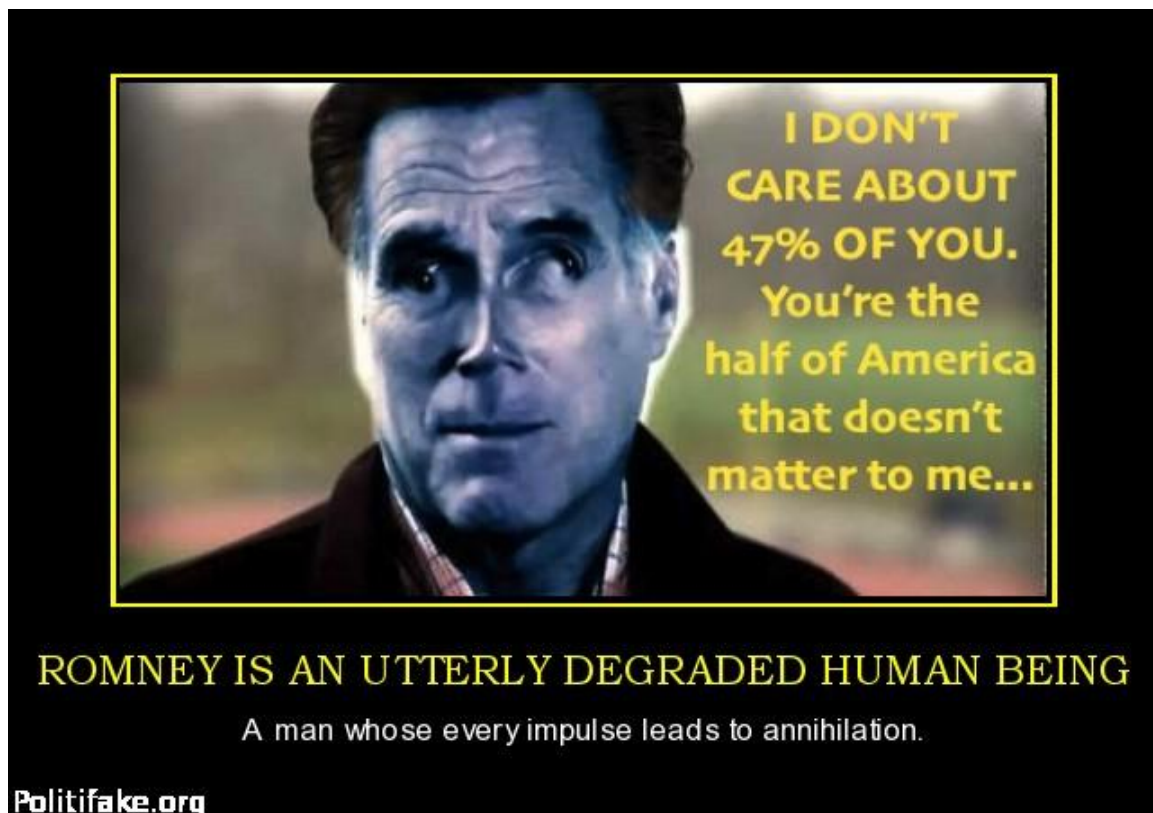 I DON'T
CARE ABOUT
47% OF YOU.
You're the
half of America
that doesn't
matter to me...
ROMNEY IS AN UTTERLY DEGRADED HUMAN BEING
A man whose every impulse leads to annihilation.
Politifake.org